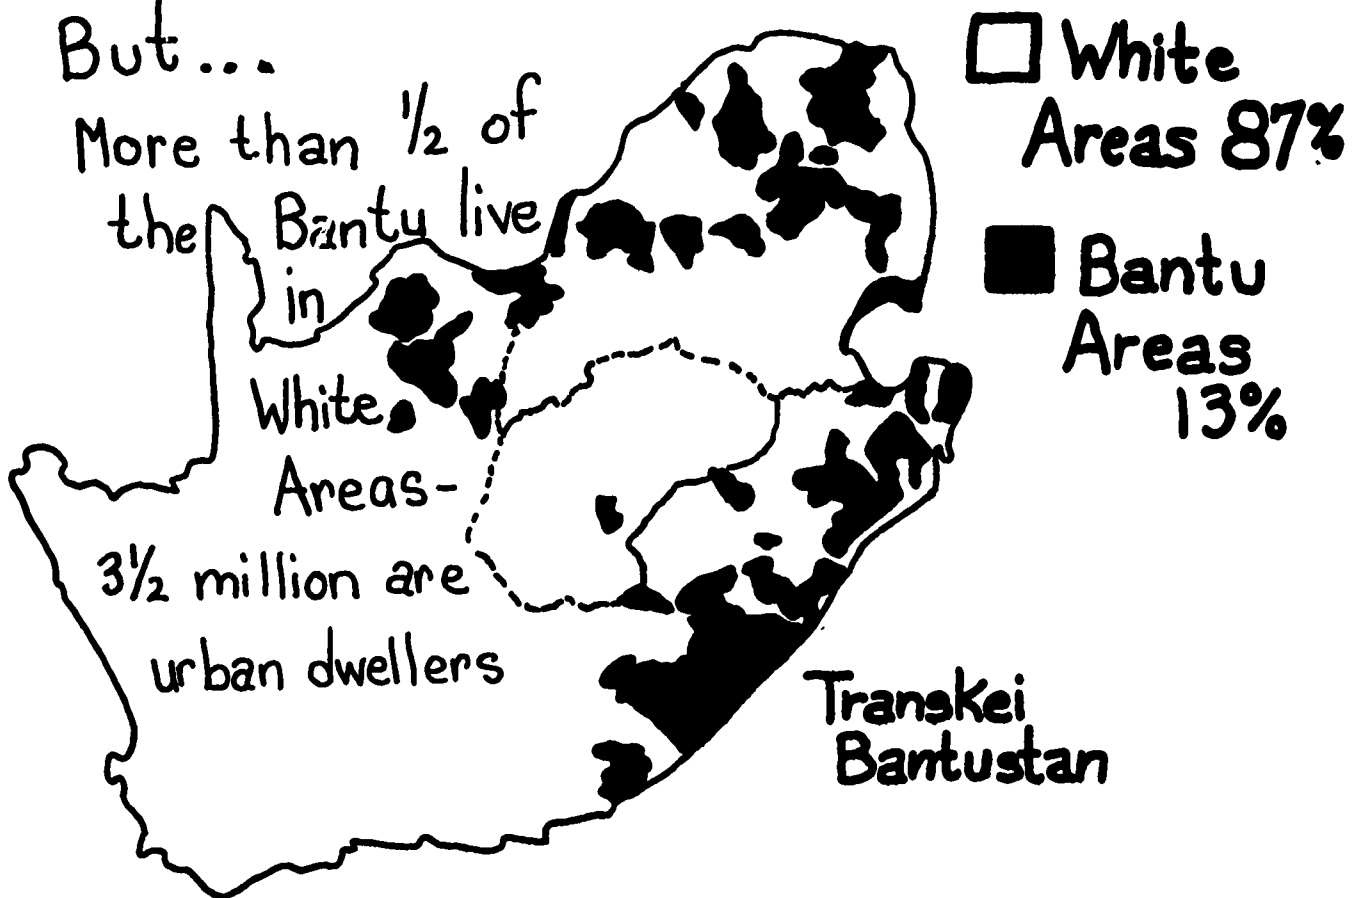 But...
More than ½ of
the Bantu live
in
White
Areas-
3½ million are
urban dwellers
White
Areas 87%
Bantu
Areas
13%
Transkei
Bantustan